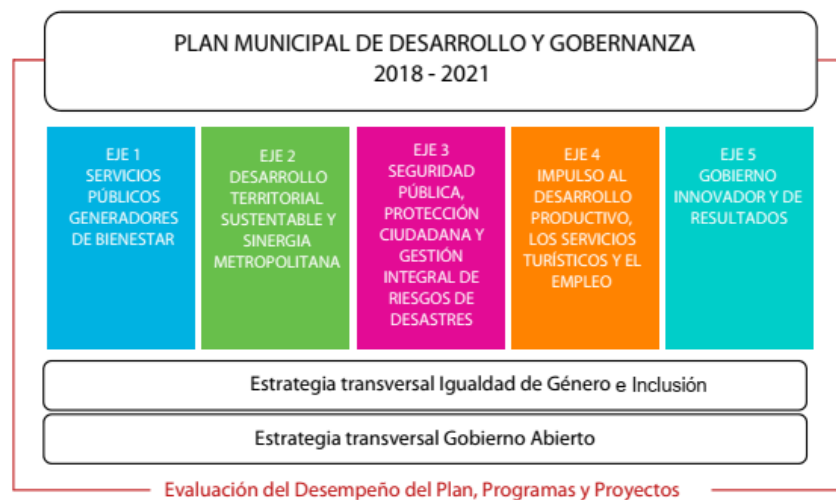 PLAN MUNICIPAL DE DESARROLLO Y GOBERNANZA
2018 - 2021
EJE 1
SERVICIOS
PÚBLICOS
GENERADORES
DE BIENESTAR
EJE 2
DESARROLLO
TERRITORIAL
SUSTENTABLE Y
SINERGIA
METROPOLITANA
EJE 3
SEGURIDAD
PÚBLICA,
PROTECCIÓN
CIUDADANA Y
GESTIÓN
INTEGRAL DE
RIESGOS DE
DESASTRES
EJE 4
IMPULSO AL
DESARROLLO
PRODUCTIVO,
LOS SERVICIOS
TURÍSTICOS Y EL
EMPLEO
EJE 5
GOBIERNO
INNOVADOR Y DE
RESULTADOS
Estrategia transversal Igualdad de Género e Inclusión
Estrategia transversal Gobierno Abierto
Evaluación del Desempeño del Plan, Programas y Proyectos